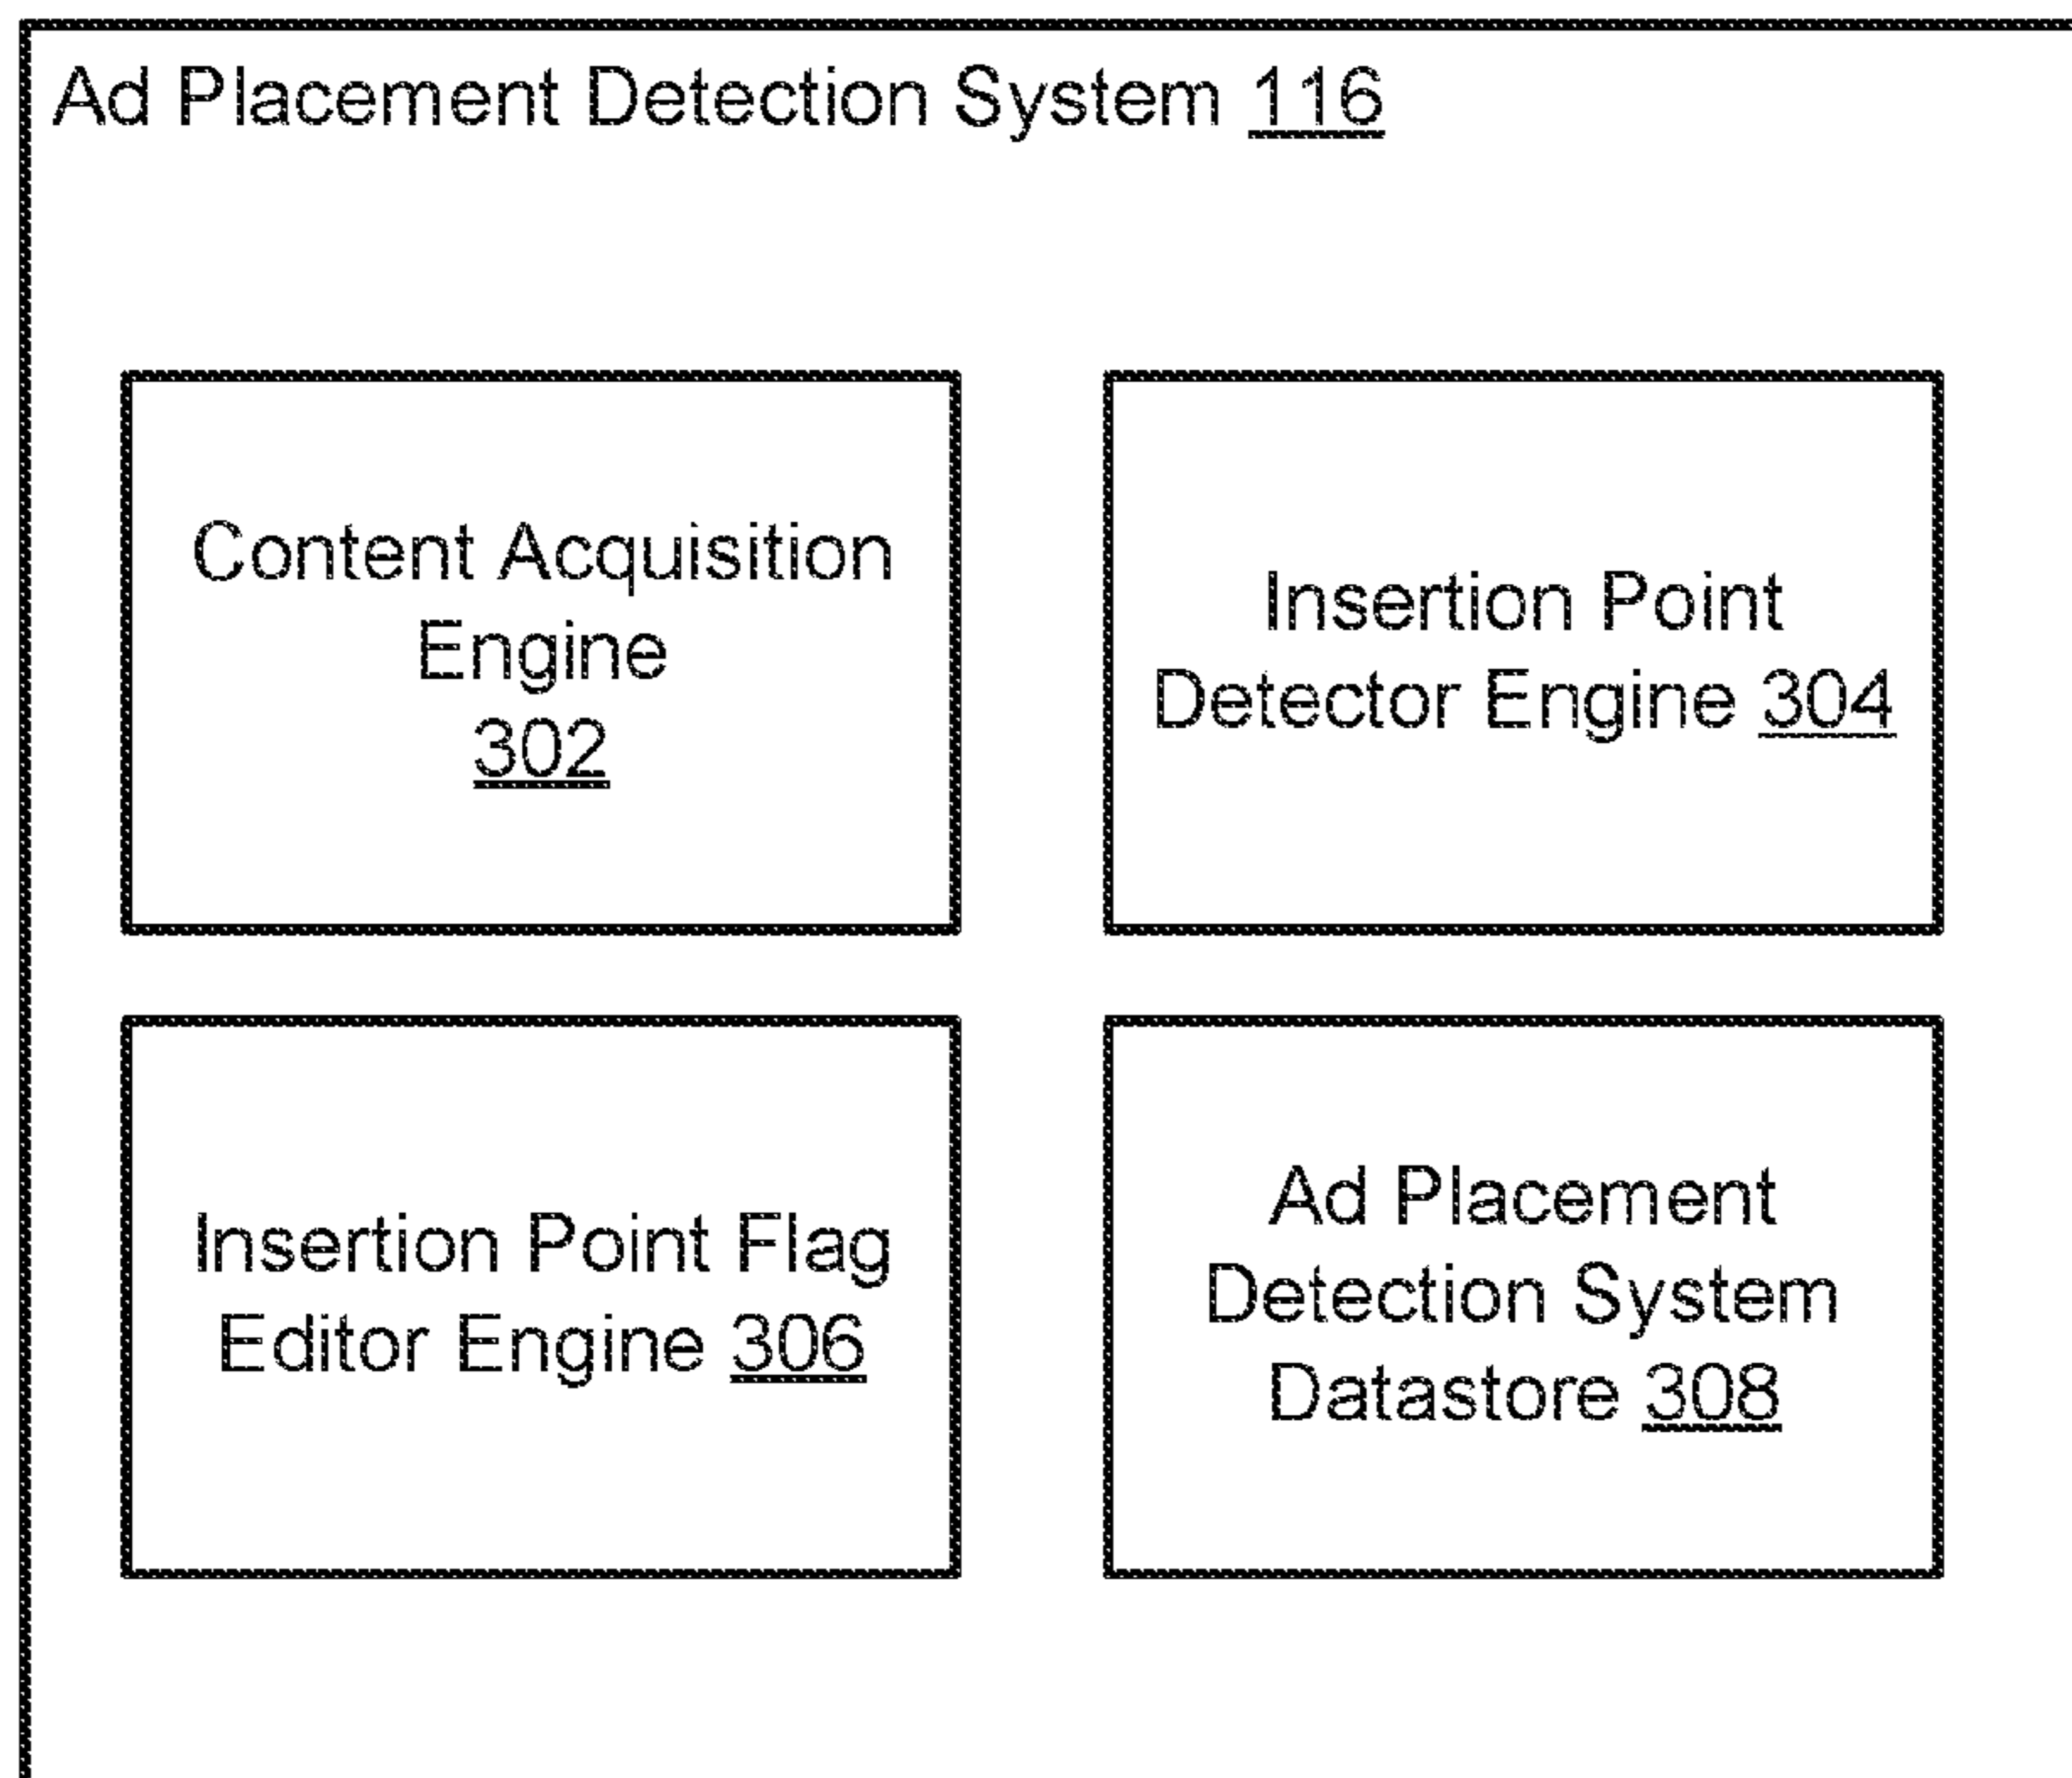 Ad Placement Detection System 116
Content Acquisition
Engine
302
Insertion Point
Detector Engine 304
Insertion Point Flag
Editor Engine 306
Ad Placement
Detection System
Datastore 308